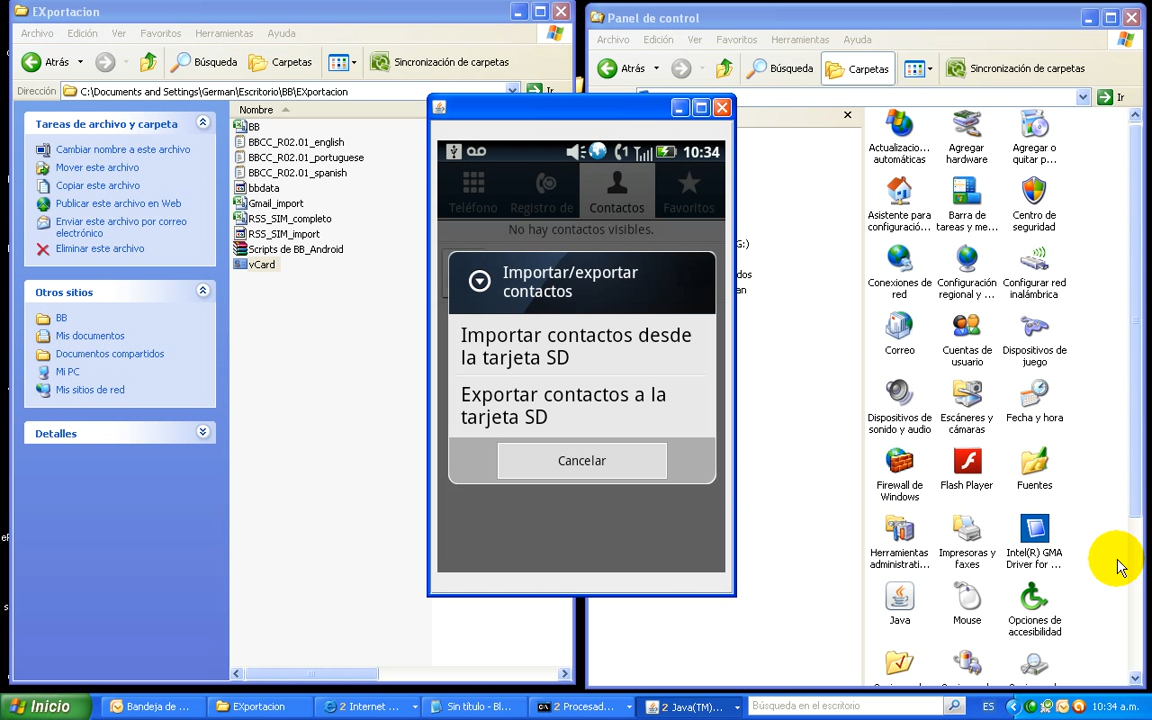 EXportacion
Archivo Edición Ver Favoritos Herramientas Ayuda
Atrás Búsqueda Carpetas Sincronización de carpetas
Dirección C:\Documents and Settings\German\Escritorio\BB\EXportacion Ir
Tareas de archivo y carpeta
Cambiar nombre a este archivo
Mover este archivo
Copiar este archivo
Publicar este archivo en Web
Enviar este archivo por correo
electrónico
Eliminar este archivo
Otros sitios
BB
Mis documentos
Documentos compartidos
Mi PC
Mis sitios de red
Detalles
Nombre
BB
BBCC_R02.01_english
BBCC_R02.01_portuguese
BBCC_R02.01_spanish
bbdata
Gmail_import
RSS_SIM_completo
RSS_SIM_import
Scripts de BB_Android
vCard
10:34
Teléfono Registro de Contactos Favoritos
No hay contactos visibles.
Importar/exportar
contactos
Importar contactos desde
la tarjeta SD
Exportar contactos a la
tarjeta SD
Cancelar
Panel de control
Archivo Edición Ver Favoritos Herramientas Ayuda
Atrás Búsqueda Carpetas Sincronización de carpetas
Ir
G:)
dos
an
Actualizacio...
automáticas
Agregar
hardware
Agregar o
quitar p...
Asistente para
configuració...
Barra de
tareas y me...
Centro de
seguridad
Conexiones de
red
Configuración
regional y ...
Configurar red
inalámbrica
Correo
Cuentas de
usuario
Dispositivos de
juego
Dispositivos de
sonido y audio
Escáneres y
cámaras
Fecha y hora
Firewall de
Windows
Flash Player
Fuentes
Herramientas
administrati...
Impresoras y
faxes
Intel(R) GMA
Driver for ...
Java
Mouse
Opciones de
accesibilidad
Inicio
Bandeja de ...
EXportacion
2 Internet ...
Sin título - Bl...
2 Procesad...
2 Java(TM)...
Búsqueda en el escritorio
ES
10:34 a.m.